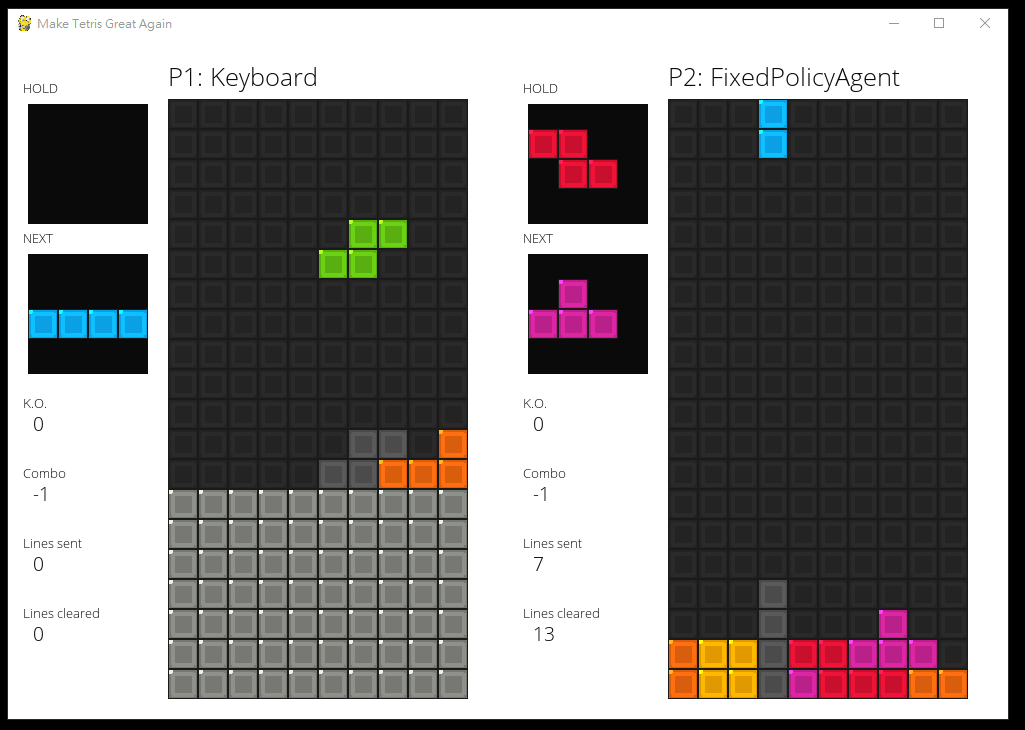 Make Tetris Great Again
P1: Keyboard
HOLD
NEXT
K.O.
0
Combo
-1
Lines sent
0
Lines cleared
0
P2: FixedPolicyAgent
HOLD
NEXT
K.O.
0
Combo
-1
Lines sent
7
Lines cleared
13